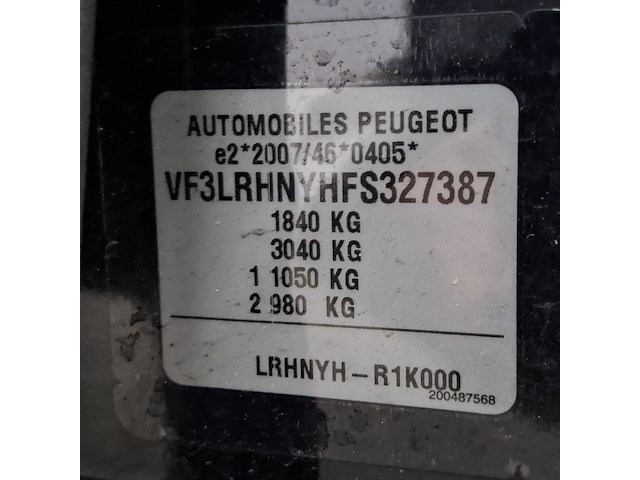 AUTOMOBILES PEUGEOT
e2*2007/46*0405*
VF3LRHNYHFS327387
1840 KG
3040 KG
1 1050 KG
2 980 KG
LRHNYH-R1K000
200487568